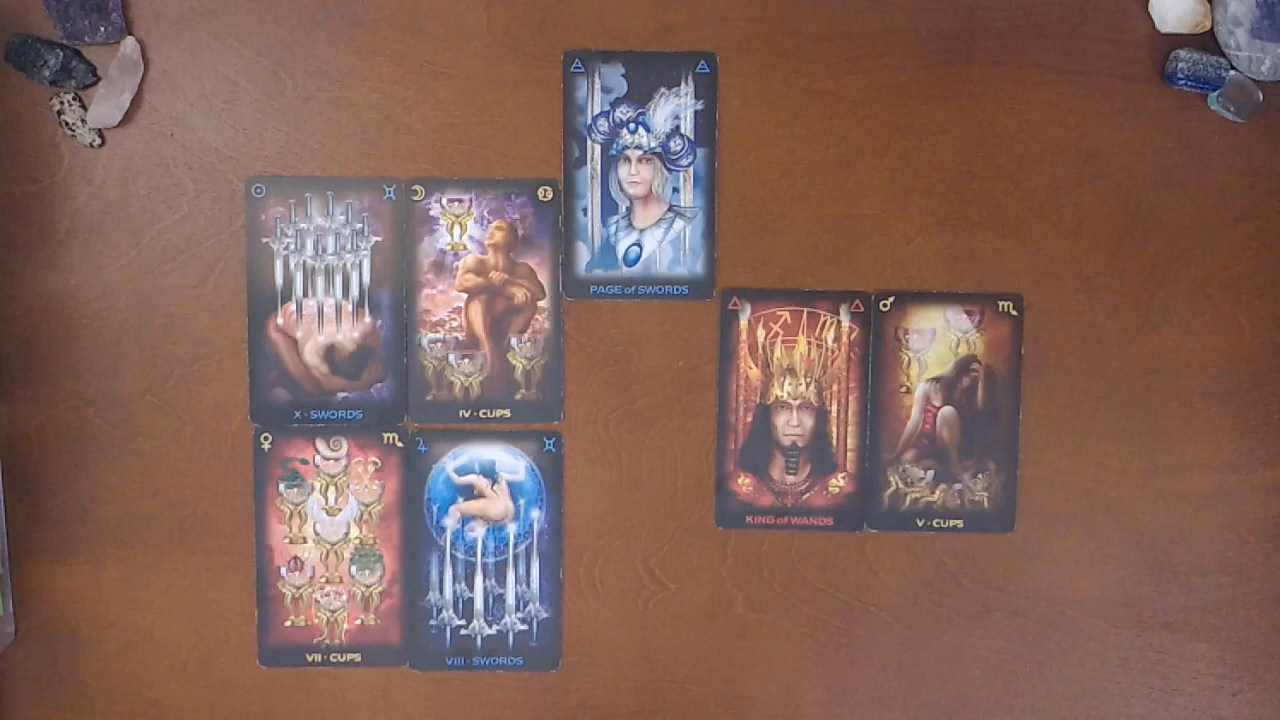 PAGE of SWORDS
X · SWORDS
IV · CUPS
KING of WANDS
V · CUPS
VII · CUPS
VIII · SWORDS